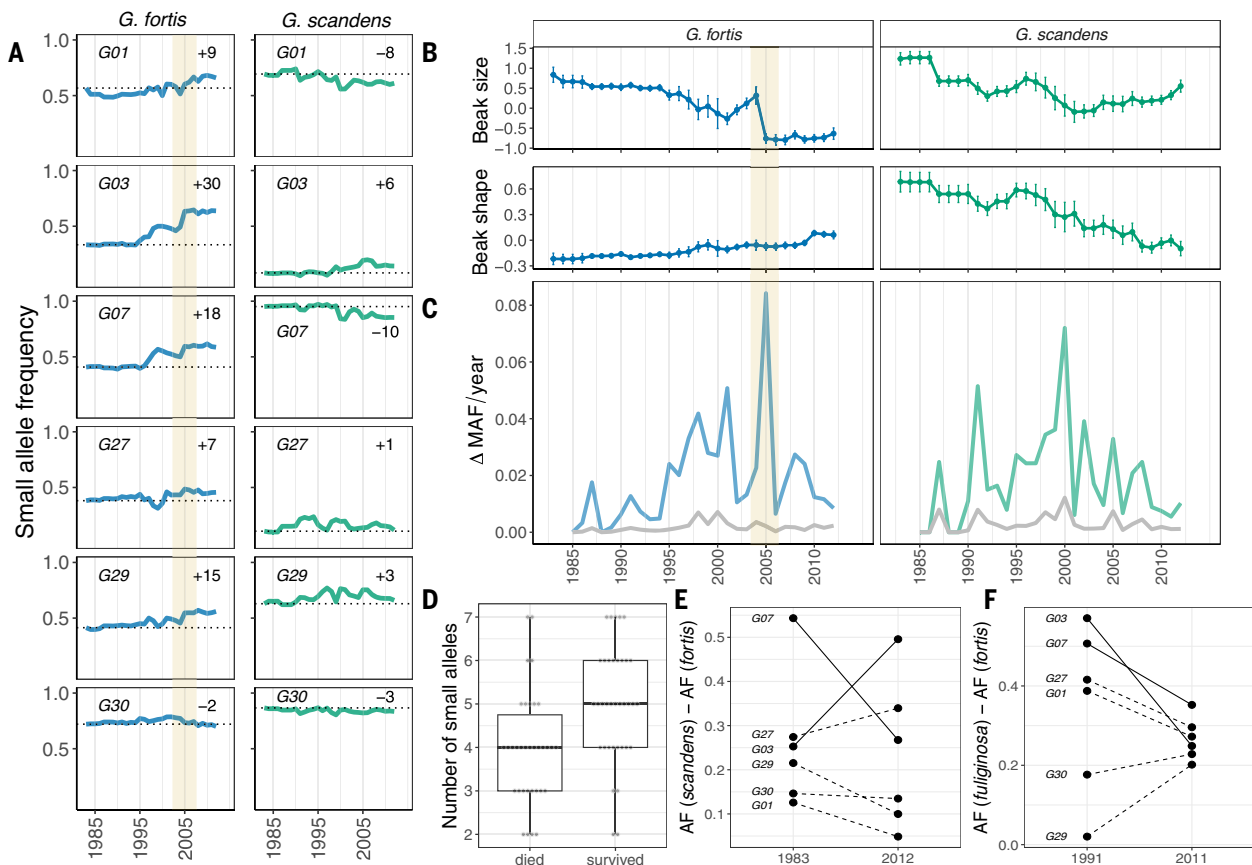 G. fortis
G. scandens
A
Small allele frequency
1.0
0.5
G01
+9
G01
−8
0.5
G03
+30
G03
+6
1.0
0.5
G07
+18
G07
−10
1.0
0.5
G27
+7
G27
+1
1.0
0.5
G29
+15
G29
+3
1.0
0.5
G30
−2
G30
−3
1985
1995
2005
1985
1995
2005
B
G. fortis
G. scandens
Beak size
1.5
1.0
0.5
0.0
−0.5
−1.0
Beak shape
0.6
0.3
0.0
−0.3
C
Δ MAF/year
0.08
0.06
0.04
0.02
0.00
1985
1990
1995
2000
2005
2010
1985
1990
1995
2000
2005
2010
D
Number of small alleles
7
6
5
4
3
2
died
survived
E
AF (scandens) − AF (fortis)
0.5
0.4
0.3
0.2
0.1
G07
G27
G03
G29
G30
G01
1983
2012
F
AF (fuliginosa) − AF (fortis)
0.4
0.2
0.0
G03
G07
G27
G01
G30
G29
1991
2011